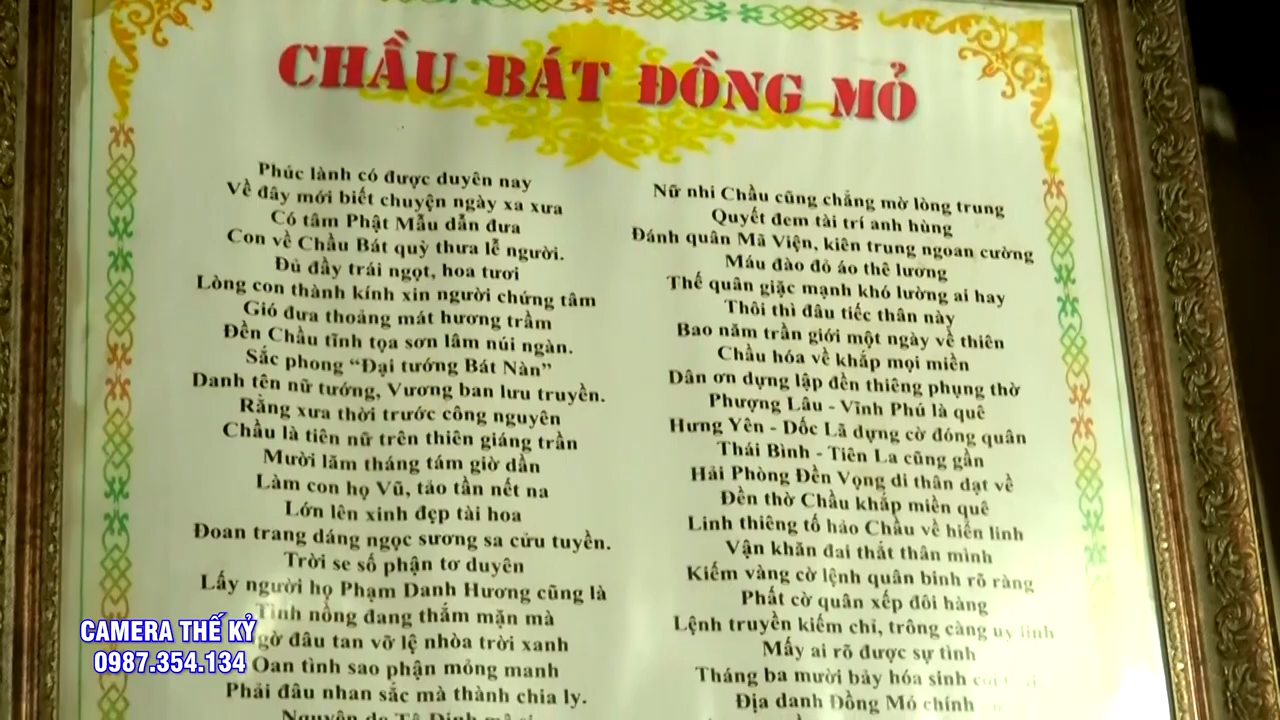 CHẦU BÁT ĐỒNG MỎ
Phúc lành có được duyên nay
Về đây mới biết chuyện ngày xa xưa
Có tâm Phật Mẫu dẫn đưa
Con về Chầu Bát quỳ thưa lễ người.
Đủ đầy trái ngọt, hoa tươi
Lòng con thành kính xin người chứng tâm
Gió đưa thoảng mát hương trầm
Đền Chầu tĩnh tọa sơn lâm núi ngàn.
Sắc phong “Đại tướng Bát Nàn”
Danh tên nữ tướng, Vương ban lưu truyền.
Rằng xưa thời trước công nguyên
Chầu là tiên nữ trên thiên giáng trần
Mười lăm tháng tám giờ dần
Làm con họ Vũ, tảo tần nết na
Lớn lên xinh đẹp tài hoa
Đoan trang dáng ngọc sương sa cửu tuyền.
Trời se số phận tơ duyên
Lấy người họ Phạm Danh Hương cũng là
Tình nồng đang thắm mặn mà
đâu tan vỡ lệ nhòa trời xanh
Oan tình sao phận mỏng manh
Phải đâu nhan sắc mà thành chia ly.
Nữ nhi Chầu cũng chẳng mờ lòng trung
Quyết đem tài trí anh hùng
Đánh quân Mã Viện, kiên trung ngoan cường
Máu đào đỏ áo thê lương
Thế quân giặc mạnh khó lường ai hay
Thôi thì đâu tiếc thân này
Bao năm trần giới một ngày về thiên
Chầu hóa về khắp mọi miền
Dân ơn dựng lập đền thiêng phụng thờ
Phượng Lâu - Vĩnh Phú là quê
Hưng Yên - Dốc Lã dựng cờ đóng quân
Thái Bình - Tiên La cũng gần
Hải Phòng Đền Vọng di thân dạt về
Đền thờ Chầu khắp miền quê
Linh thiêng tố hảo Chầu về hiển linh
Vận khăn đai thắt thân mình
Kiếm vàng cờ lệnh quân binh rõ ràng
Phất cờ quân xếp đôi hàng
Lệnh truyền kiếm chỉ, trông càng uy linh
Mấy ai rõ được sự tình
Tháng ba mười bảy hóa sinh
Địa danh Đồng Mỏ chính
CAMERA THẾ KỶ
0987.354.134